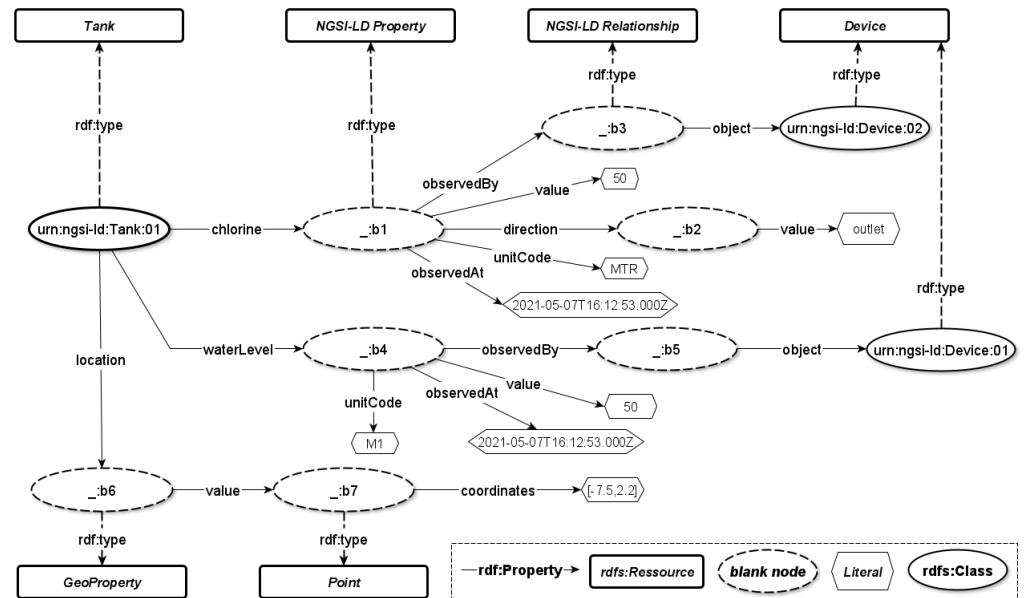 Tank
NGSI-LD Property
NGSI-LD Relationship
Device
rdf:type
rdf:type
rdf:type
rdf:type
_:b3
object
urn:ngsi-ld:Device:02
observedBy
value
50
urn:ngsi-ld:Tank:01
chlorine
_:b1
direction
_:b2
value
outlet
unitCode
MTR
observedAt
2021-05-07T16:12:53.000Z
rdf:type
location
waterLevel
_:b4
observedBy
_:b5
object
urn:ngsi-ld:Device:01
value
50
unitCode
observedAt
M1
2021-05-07T16:12:53.000Z
_:b6
value
_:b7
coordinates
[-7.5,2.2]
rdf:type
rdf:type
GeoProperty
Point
rdf:Property
rdfs:Ressource
blank node
Literal
rdfs:Class